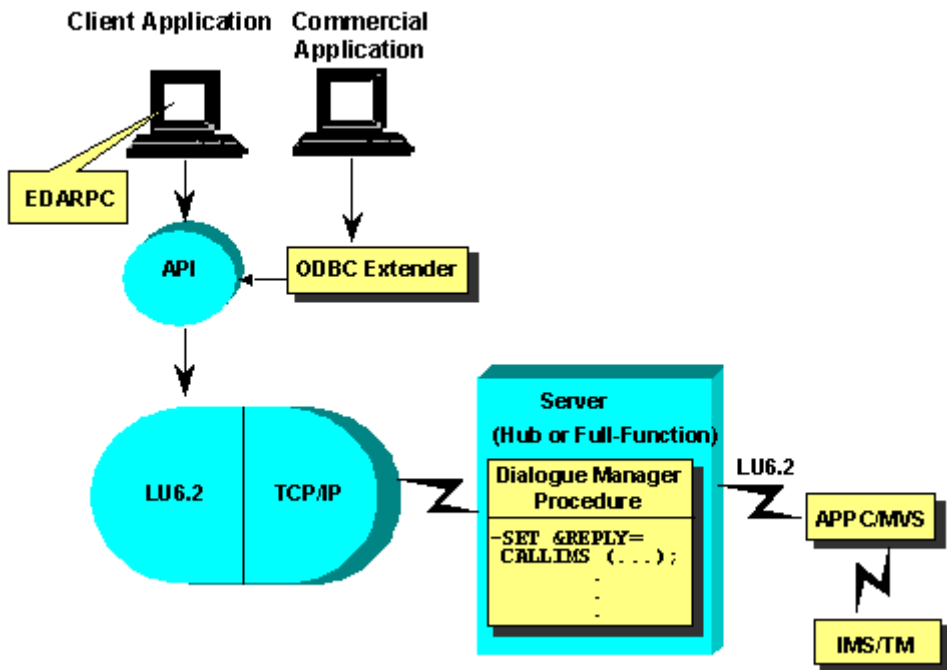 Client Application
Commercial
Application
EDARPC
API
ODBC Extender
LU6.2
TCP/IP
Server
(Hub or Full-Function)
Dialogue Manager
Procedure
-SET &REPLY=
CALLIMS (...);
.
.
.
LU6.2
APPC/MVS
IMS/TM